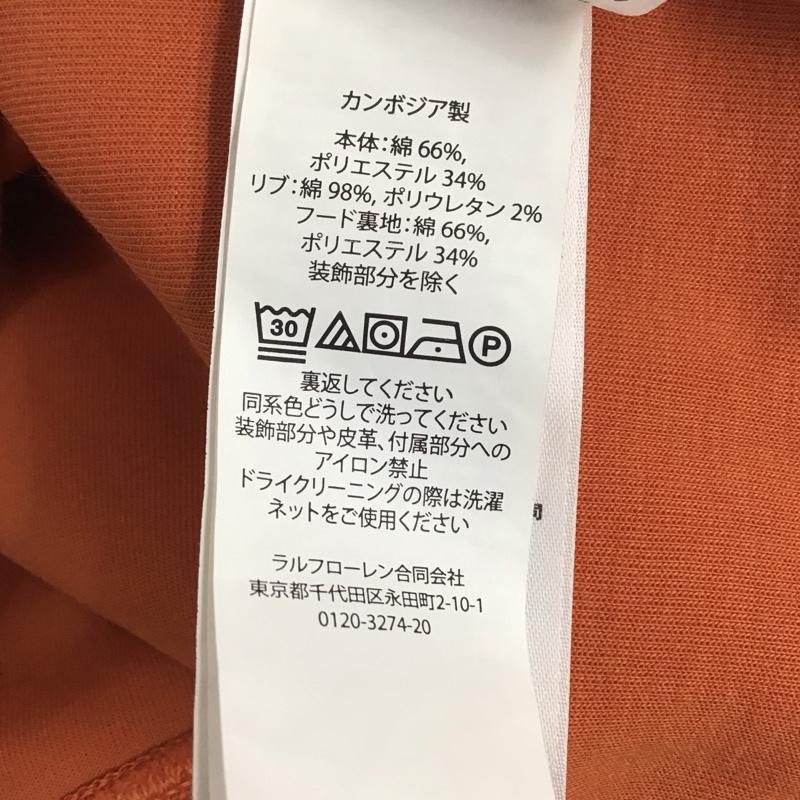 カンボジア製
本体：綿 66%,
ポリエステル 34%
リブ：綿 98%, ポリウレタン 2%
フード裏地：綿 66%,
ポリエステル 34%
装飾部分を除く
30 P
裏返してください
同系色どうしで洗ってください
装飾部分や皮革、付属部分への
アイロン禁止
ドライクリーニングの際は洗濯
ネットをご使用ください
司
ラルフローレン合同会社
東京都千代田区永田町2-10-1
0120-3274-20